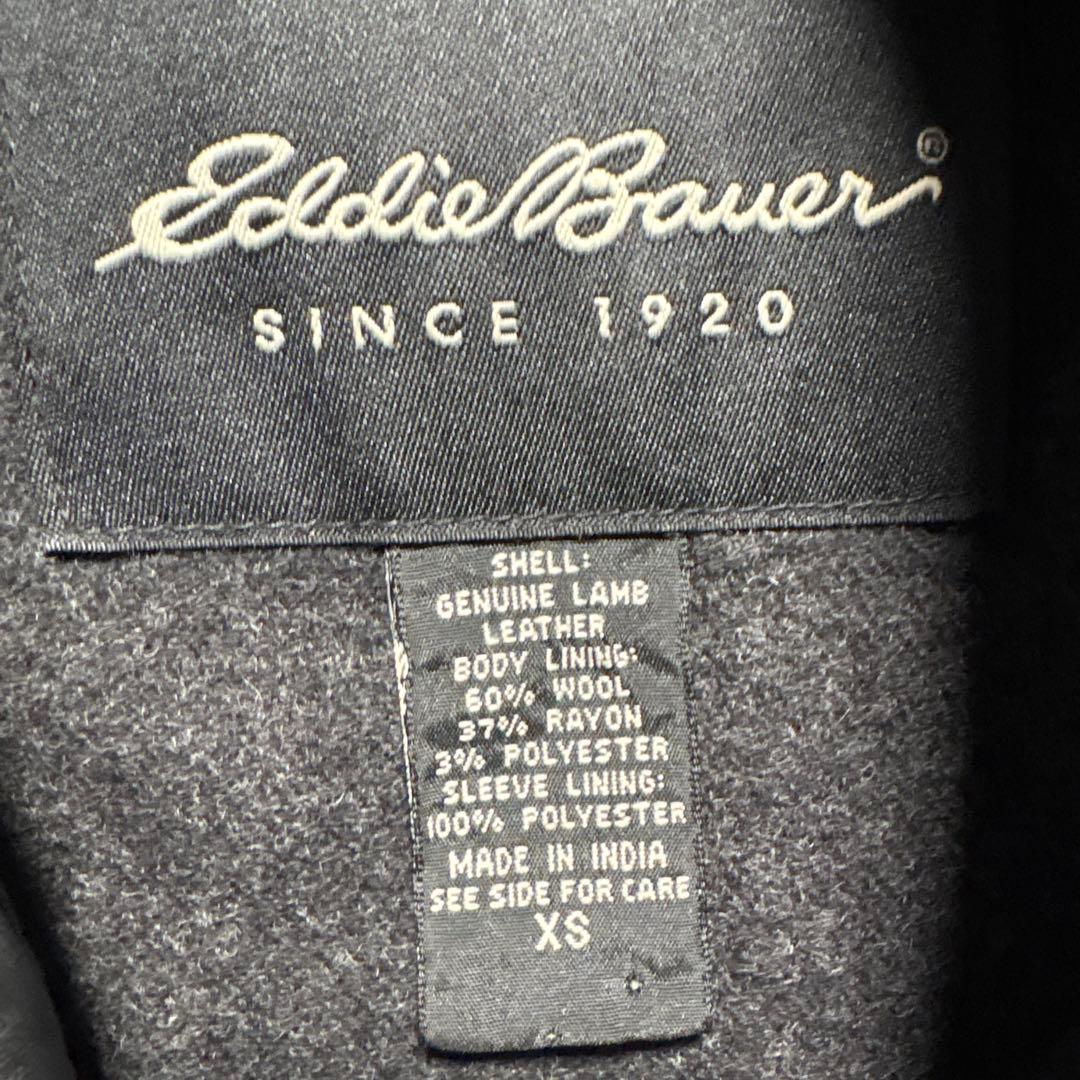 Eddie Bauer®
SINCE 1920
SHELL:
GENUINE LAMB
LEATHER
BODY LINING:
60% WOOL
37% RAYON
3% POLYESTER
SLEEVE LINING:
100% POLYESTER
MADE IN INDIA
SEE SIDE FOR CARE
XS